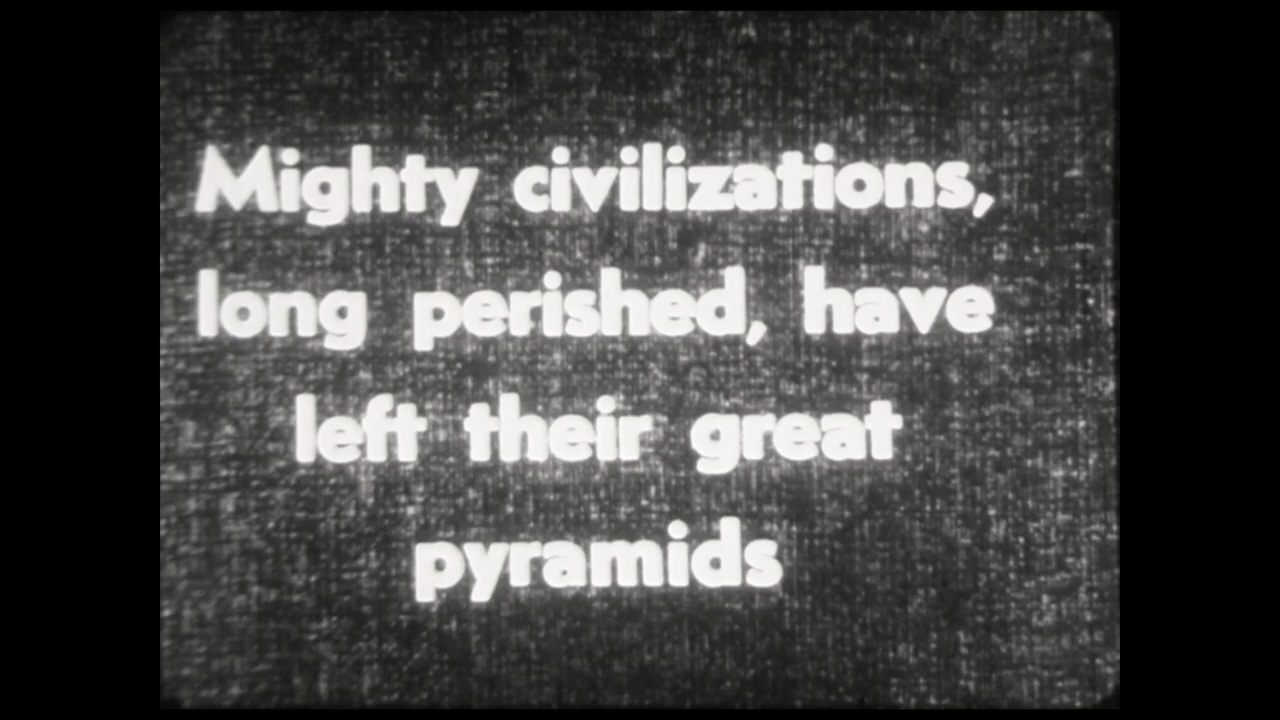 Mighty civilizations,
long perished, have
left their great
pyramids